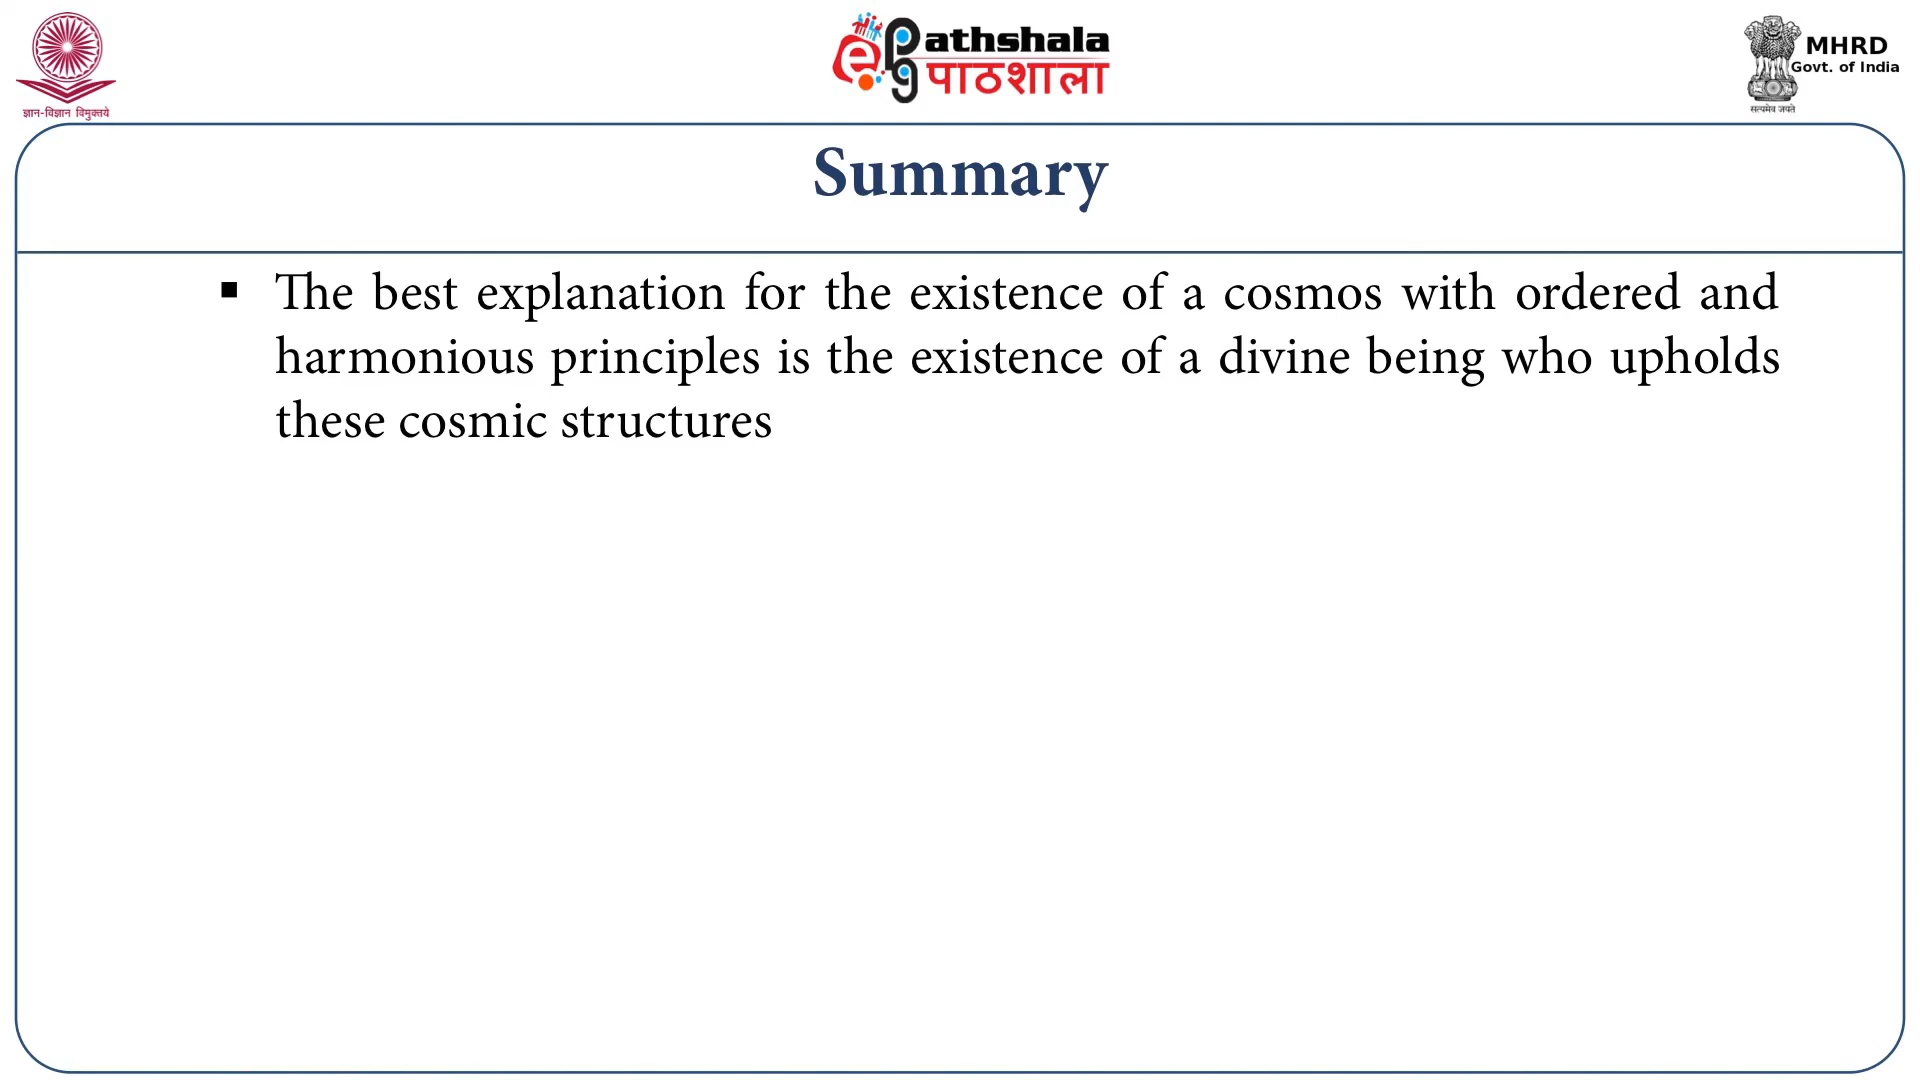 ज्ञान-विज्ञान विमुक्तये
e
pg
athshala
पाठशाला
MHRD
Govt. of India
सत्यमेव जयते
Summary
▪ The best explanation for the existence of a cosmos with ordered and
harmonious principles is the existence of a divine being who upholds
these cosmic structures